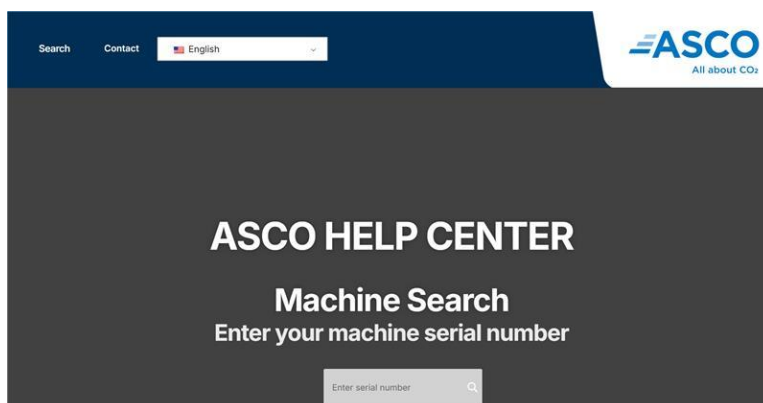 Search Contact English
ASCO
All about CO₂
ASCO HELP CENTER
Machine Search
Enter your machine serial number
Enter serial number